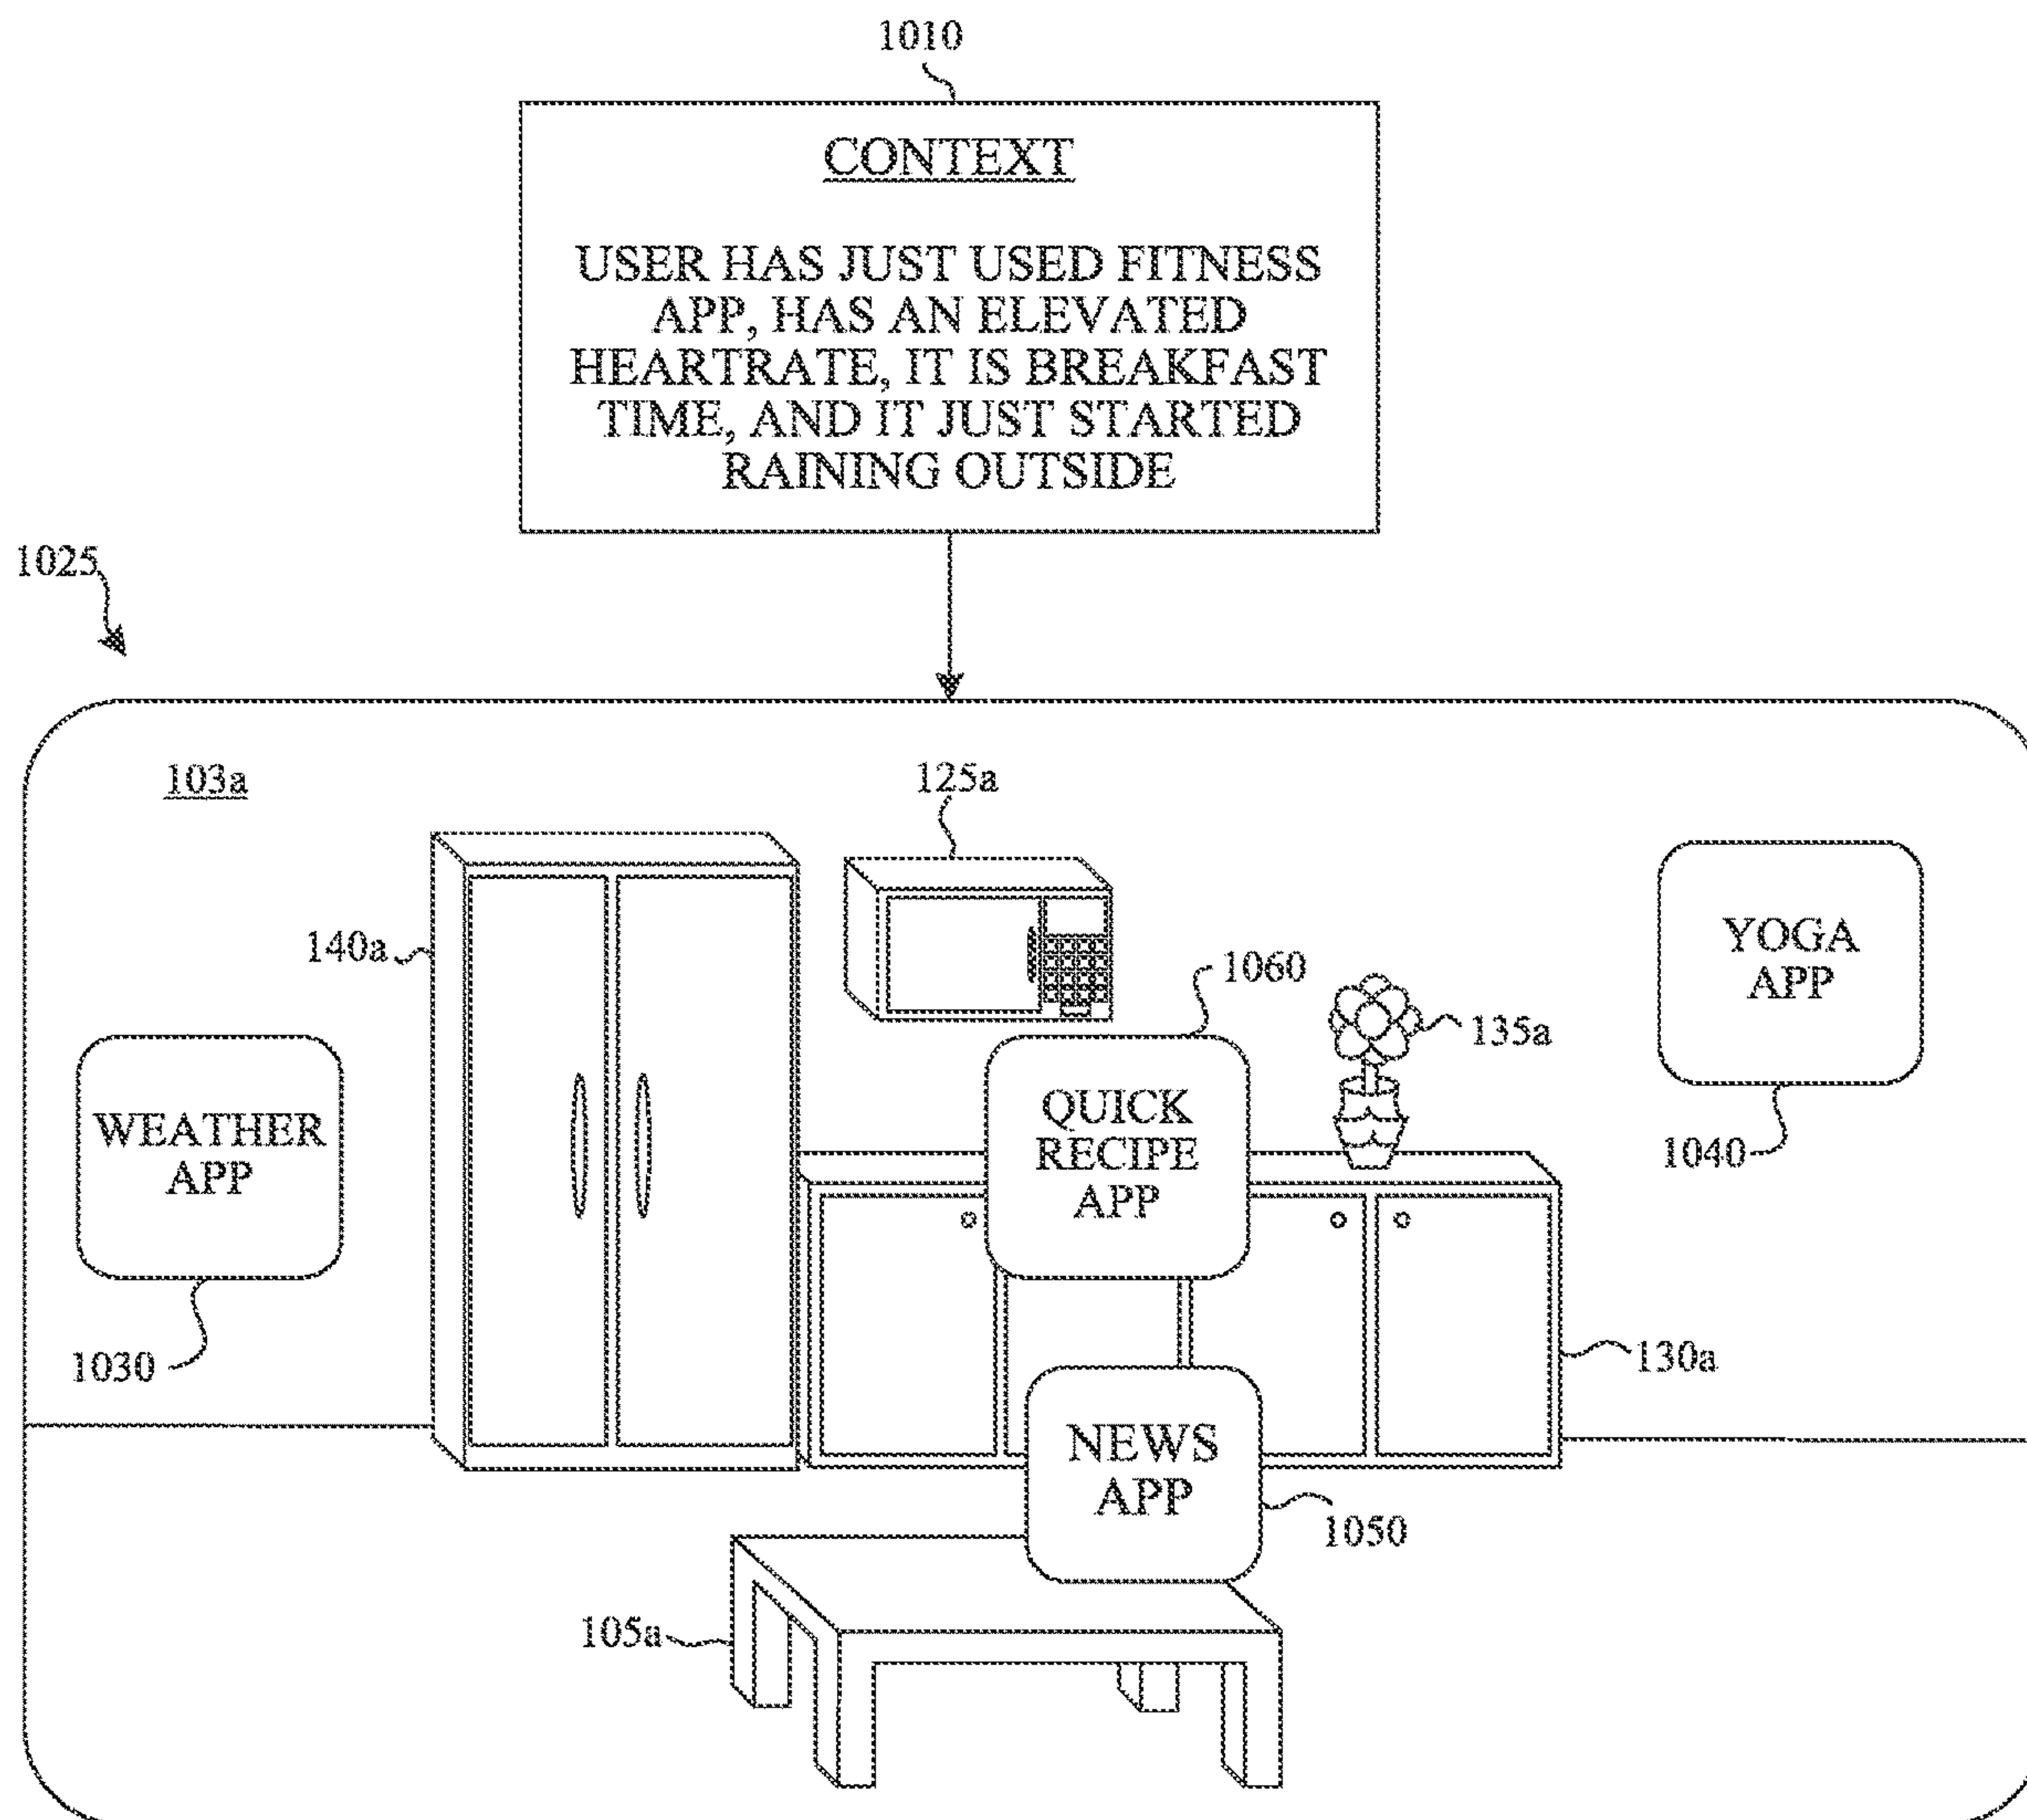 1010
CONTEXT
USER HAS JUST USED FITNESS
APP, HAS AN ELEVATED
HEARTRATE, IT IS BREAKFAST
TIME, AND IT JUST STARTED
RAINING OUTSIDE
1025
103a
125a
140a
YOGA
APP
1060
135a
WEATHER
APP
QUICK
RECIPE
APP
1040
1030
130a
NEWS
APP
1050
105a